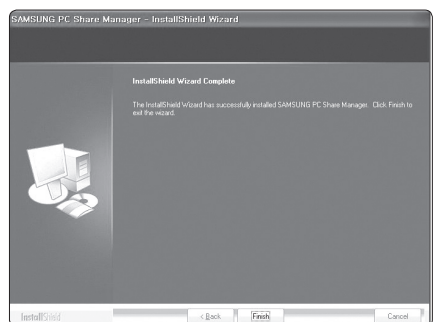 SAMSUNG PC Share Manager - InstallShield Wizard
InstallShield Wizard Complete
The InstallShield Wizard has successfully installed SAMSUNG PC Share Manager. Click Finish to
exit the wizard.
InstallShield
< Back
Finish
Cancel